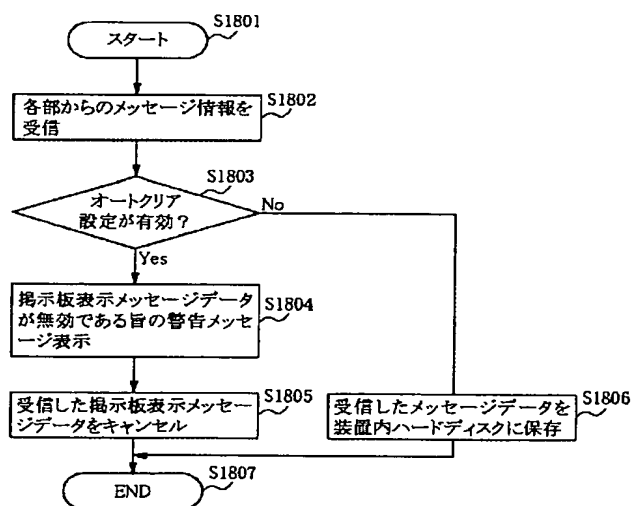 S1801
スタート
S1802
各部からのメッセージ情報を
受信
S1803
オートクリア
設定が有効?
No
Yes
S1804
掲示板表示メッセージデータ
が無効である旨の警告メッセ
ージ表示
S1805
受信した掲示板表示メッセー
ジデータをキャンセル
S1806
受信したメッセージデータを
装置内ハードディスクに保存
S1807
END